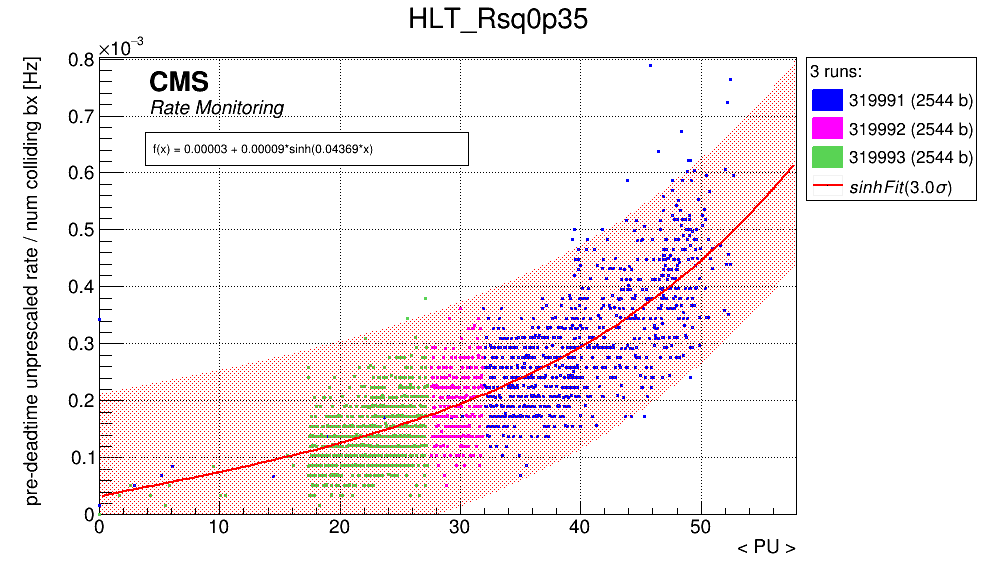 HLT_Rsq0p35
×10⁻³
pre-deadtime unprescaled rate / num colliding bx [Hz]
0.8
0.7
0.6
0.5
0.4
0.3
0.2
0.1
0
CMS
Rate Monitoring
f(x) = 0.00003 + 0.00009*sinh(0.04369*x)
0 10 20 30 40 50
< PU >
3 runs:
319991 (2544 b)
319992 (2544 b)
319993 (2544 b)
sinhFit(3.0σ)